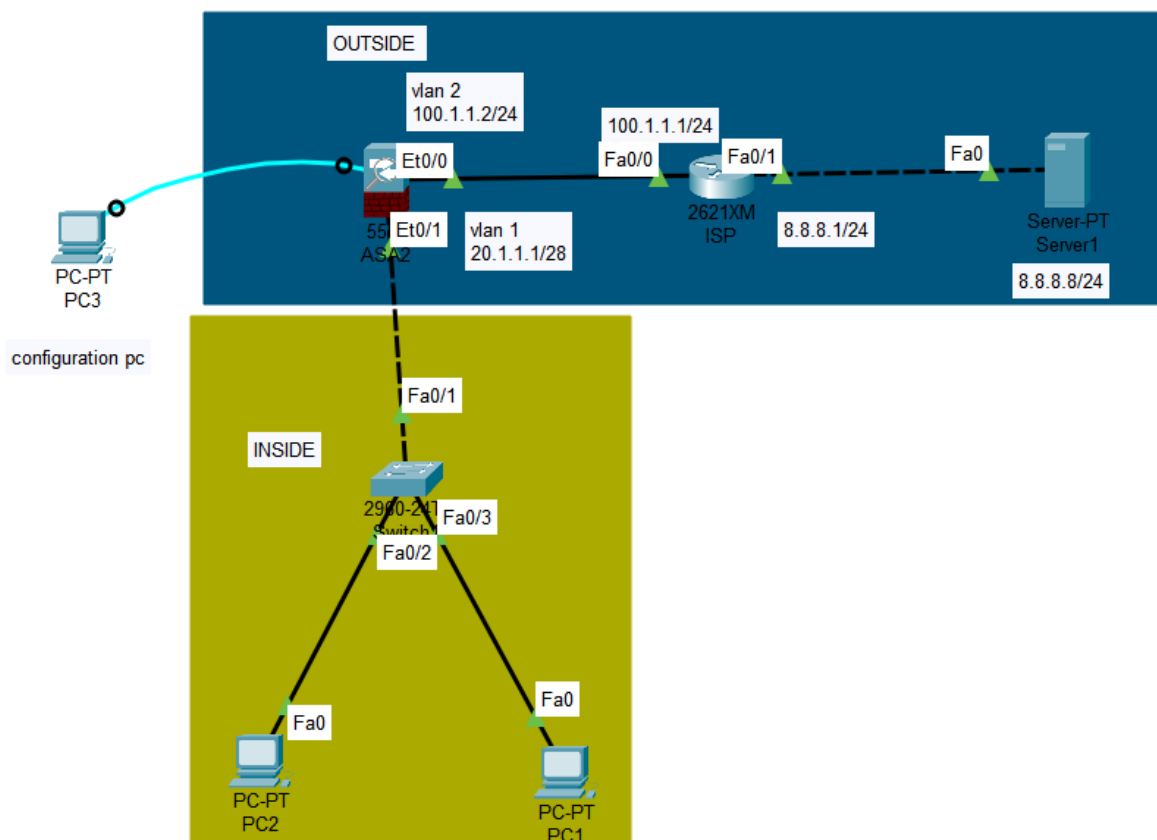 OUTSIDE
vlan 2
100.1.1.2/24
100.1.1.1/24
Et0/0
Fa0/0
Fa0/1
Fa0
2621XM
ISP
Server-PT
Server1
Et0/1
ASA2
vlan 1
20.1.1.1/28
8.8.8.1/24
8.8.8.8/24
PC-PT
PC3
configuration pc
Fa0/1
INSIDE
Fa0/3
Fa0/2
Fa0
Fa0
PC-PT
PC2
PC-PT
PC1